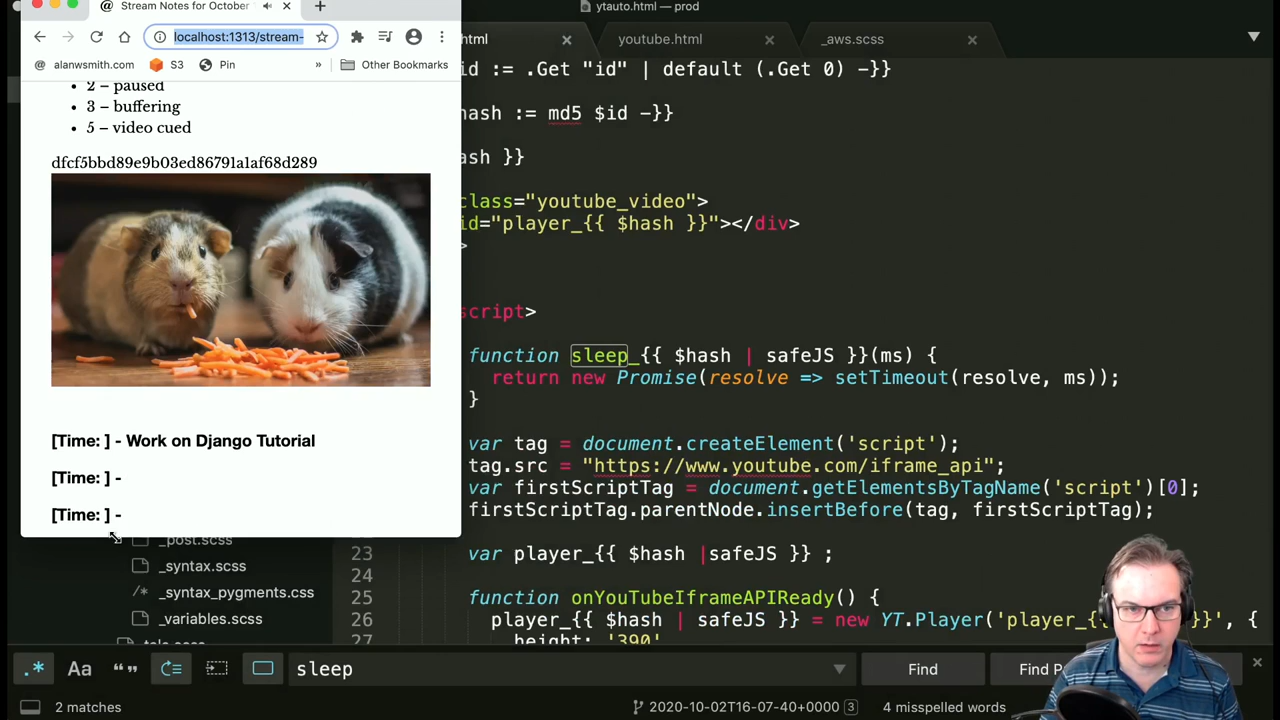 ytauto.html — prod
Stream Notes for October
html
youtube.html
_aws.scss
localhost:1313/stream-
alanwsmith.com
S3
Pin
»
Other Bookmarks
id := .Get "id" | default (.Get 0) -}}
2 – paused
3 – buffering
hash := md5 $id -}}
5 – video cued
ash }}
dfcf5bbd89e9b03ed86791a1af68d289
class="youtube_video">
id="player_{{ $hash }}"></div>
>
script>
function sleep_{{ $hash | safeJS }}(ms) {
return new Promise(resolve => setTimeout(resolve, ms));
}
[Time: ] - Work on Django Tutorial
var tag = document.createElement('script');
tag.src = "https://www.youtube.com/iframe_api";
[Time: ] -
var firstScriptTag = document.getElementsByTagName('script')[0];
[Time: ] -
firstScriptTag.parentNode.insertBefore(tag, firstScriptTag);
_post.scss
23 var player_{{ $hash |safeJS }} ;
_syntax.scss
24
_syntax_pygments.css
25 function onYouTubeIframeAPIReady() {
_variables.scss
26 player_{{ $hash | safeJS }} = new YT.Player('player_{{ }}', {
27 height: '390'
.* Aa “ ” sleep Find
2 matches
2020-10-02T16-07-40+0000 3
4 misspelled words